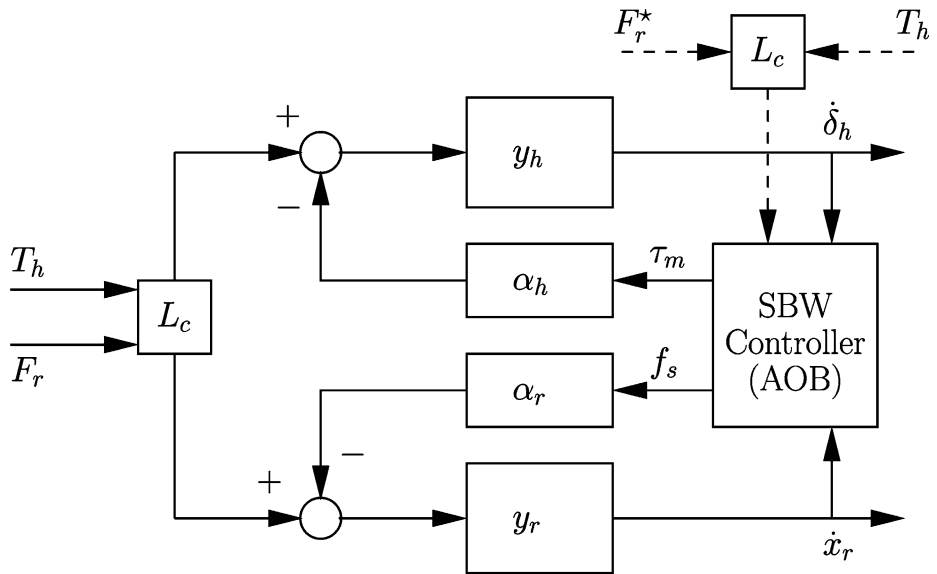 F_r^⋆
T_h
L_c
+
y_h
δ̇_h
−
T_h
α_h
τ_m
L_c
SBW
Controller
(AOB)
F_r
α_r
f_s
−
+
y_r
ẋ_r